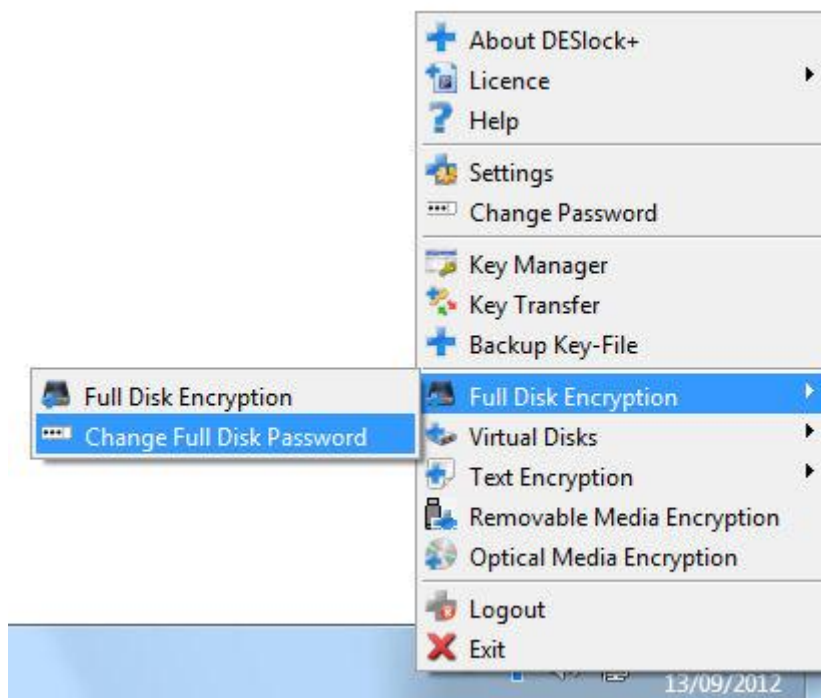 About DESlock+
Licence
Help
Settings
Change Password
Key Manager
Key Transfer
Backup Key-File
Full Disk Encryption
Full Disk Encryption
Change Full Disk Password
Virtual Disks
Text Encryption
Removable Media Encryption
Optical Media Encryption
Logout
Exit
13/09/2012